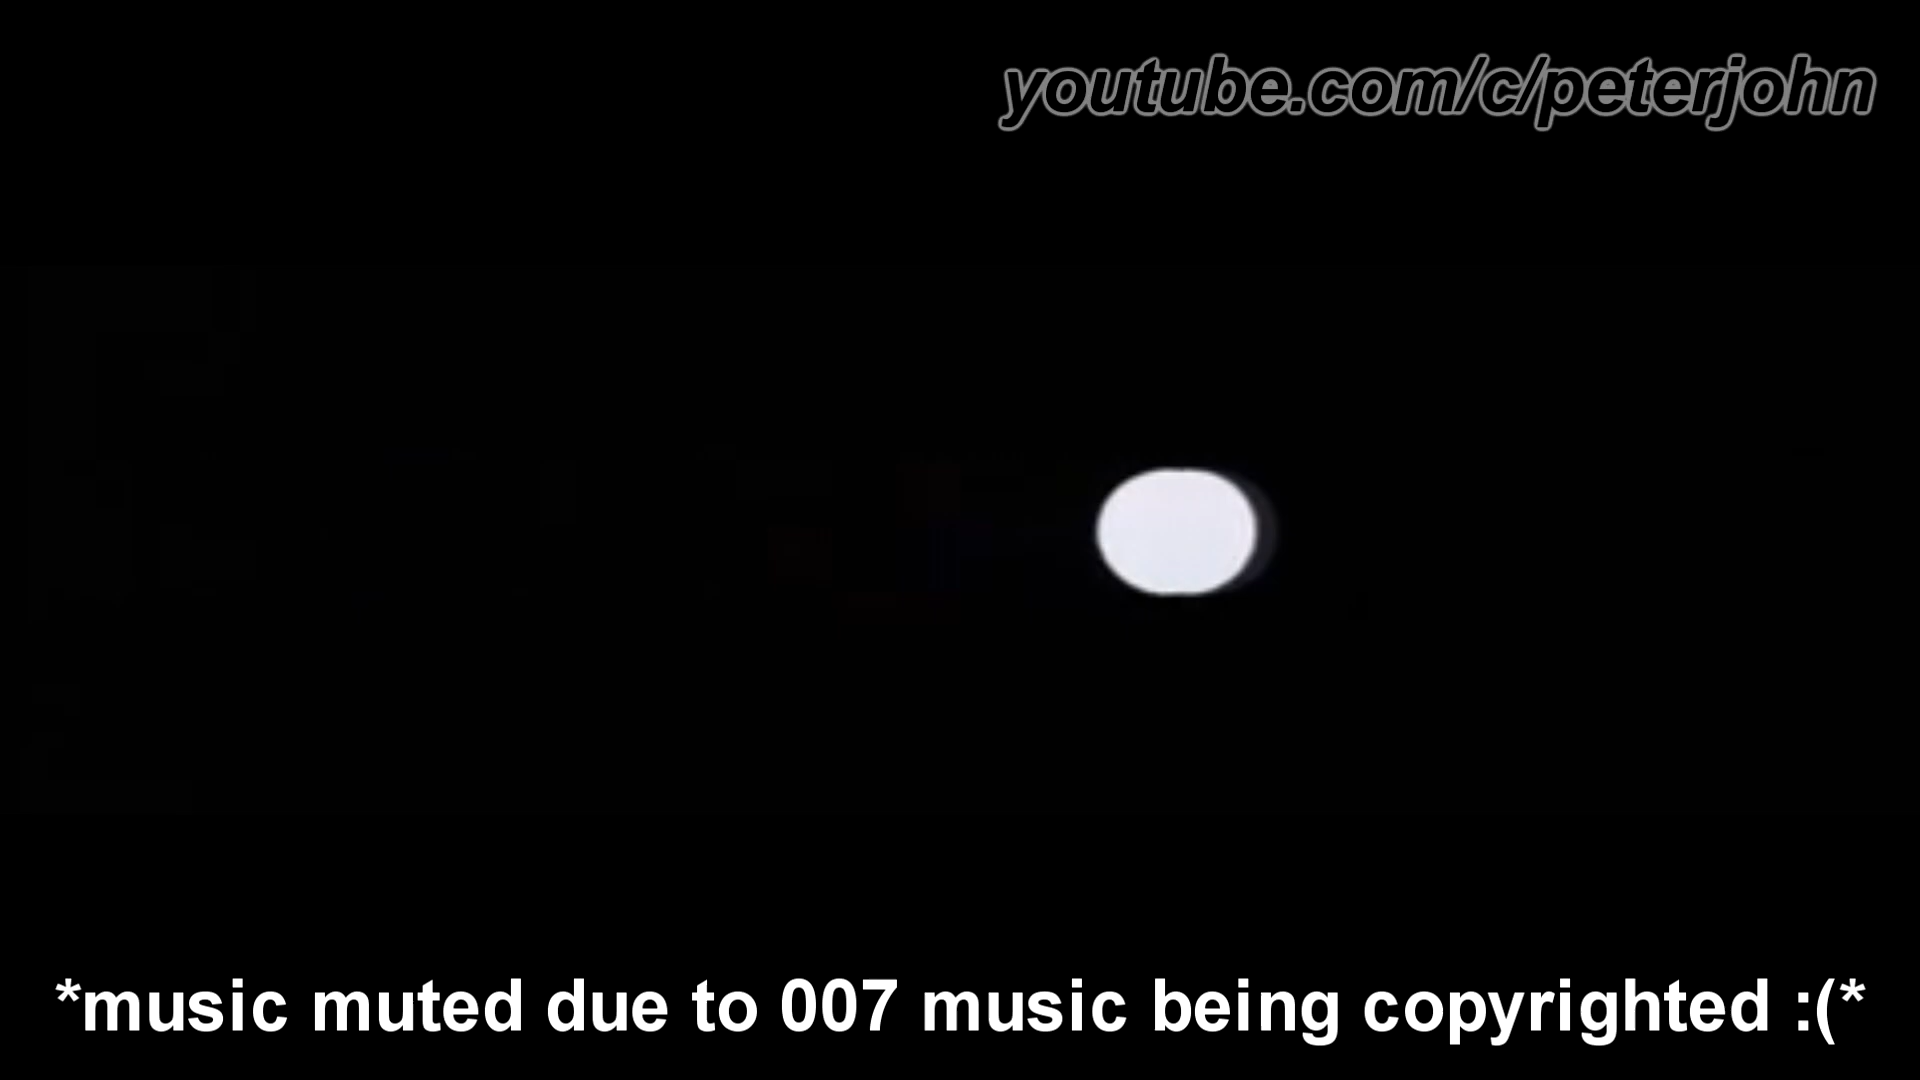 youtube.com/c/peterjohn
*music muted due to 007 music being copyrighted :(*